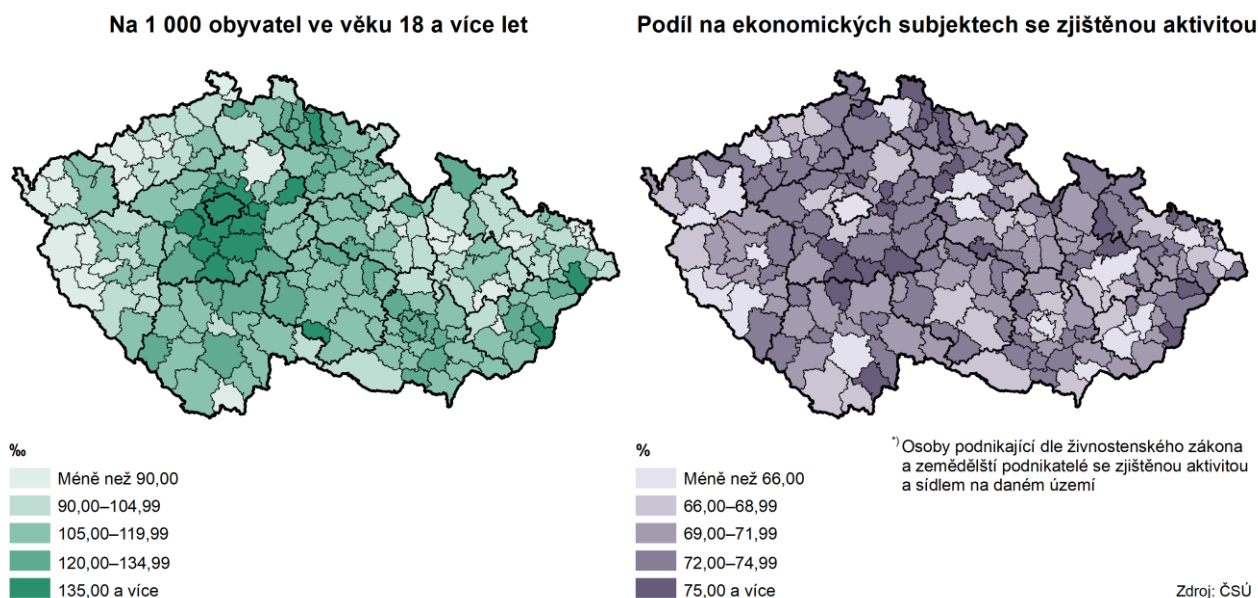 Na 1 000 obyvatel ve věku 18 a více let
Podíl na ekonomických subjektech se zjištěnou aktivitou
‰
Méně než 90,00
90,00–104,99
105,00–119,99
120,00–134,99
135,00 a více
%
Méně než 66,00
66,00–68,99
69,00–71,99
72,00–74,99
75,00 a více
*) Osoby podnikající dle živnostenského zákona
a zemědělští podnikatelé se zjištěnou aktivitou
a sídlem na daném území
Zdroj: ČSÚ